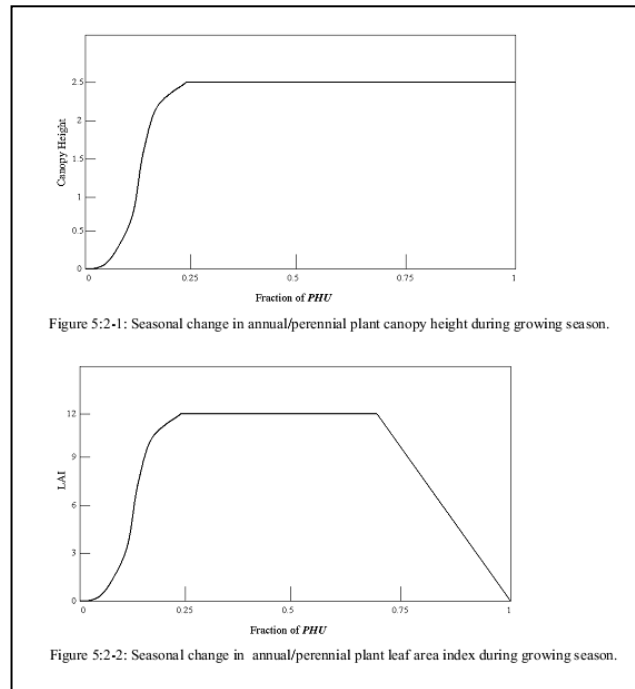 2.5
2
1.5
1
0.5
0
Canopy Height
0 0.25 0.5 0.75 1
Fraction of PHU
Figure 5:2-1: Seasonal change in annual/perennial plant canopy height during growing season.
12
9
6
3
0
LAI
0 0.25 0.5 0.75 1
Fraction of PHU
Figure 5:2-2: Seasonal change in annual/perennial plant leaf area index during growing season.